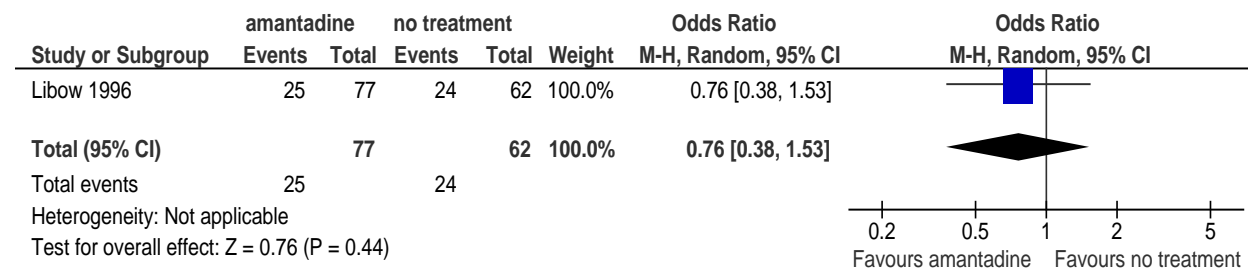 amantadine no treatment Odds Ratio Odds Ratio
Study or Subgroup Events Total Events Total Weight M-H, Random, 95% CI M-H, Random, 95% CI
Libow 1996 25 77 24 62 100.0% 0.76 [0.38, 1.53]
Total (95% CI) 77 62 100.0% 0.76 [0.38, 1.53]
Total events 25 24
Heterogeneity: Not applicable
Test for overall effect: Z = 0.76 (P = 0.44)
0.2 0.5 1 2 5
Favours amantadine Favours no treatment